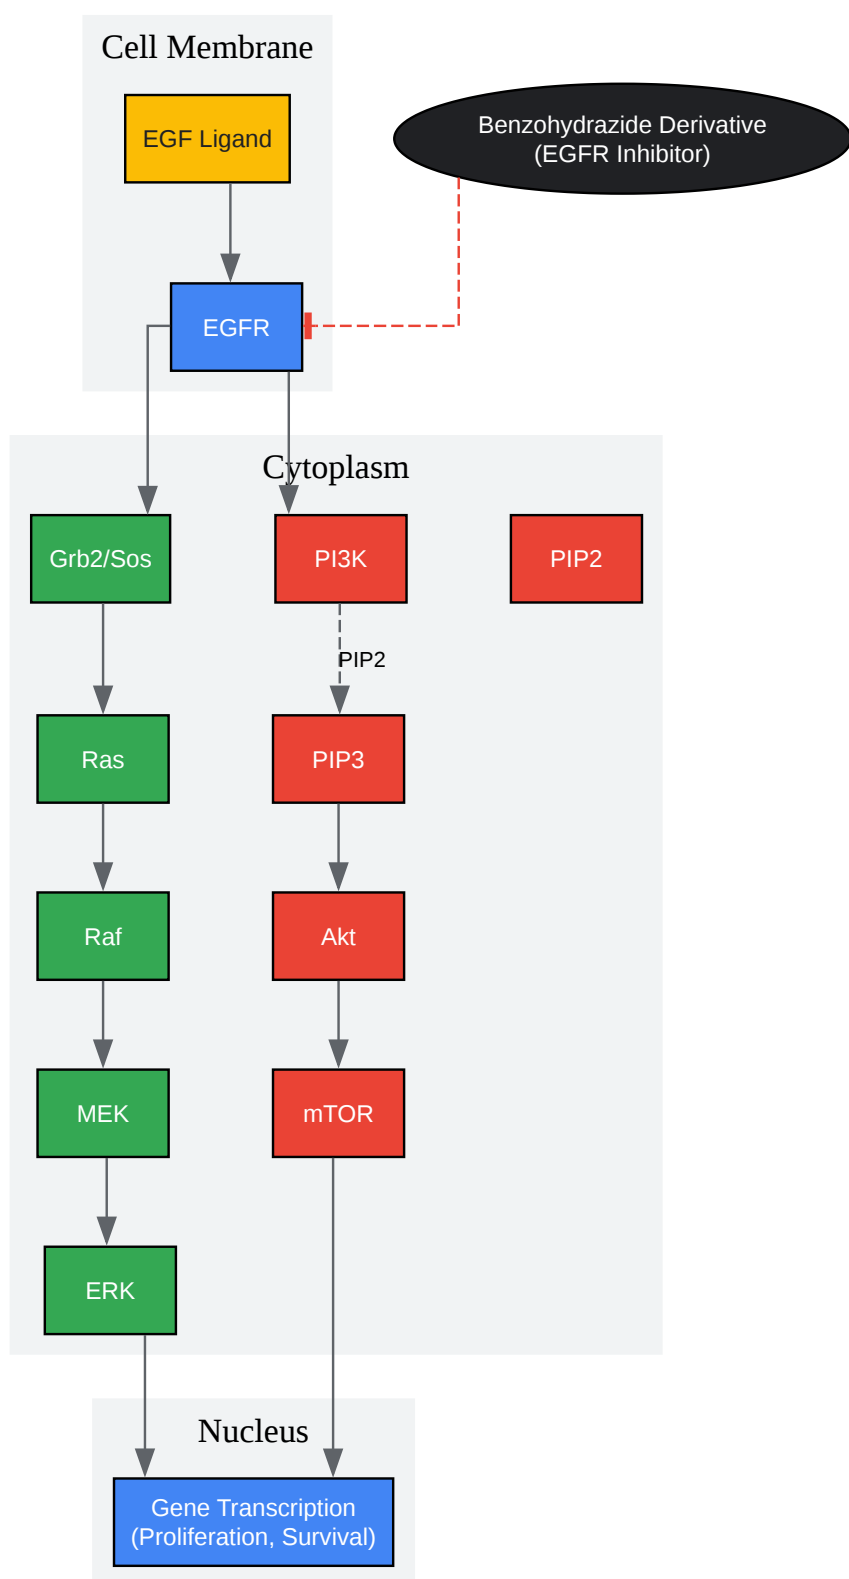 Cell Membrane
EGF Ligand
Benzohydrazide Derivative
(EGFR Inhibitor)
EGFR
Cytoplasm
Grb2/Sos
PI3K
PIP2
PIP2
Ras
PIP3
Raf
Akt
MEK
mTOR
ERK
Nucleus
Gene Transcription
(Proliferation, Survival)